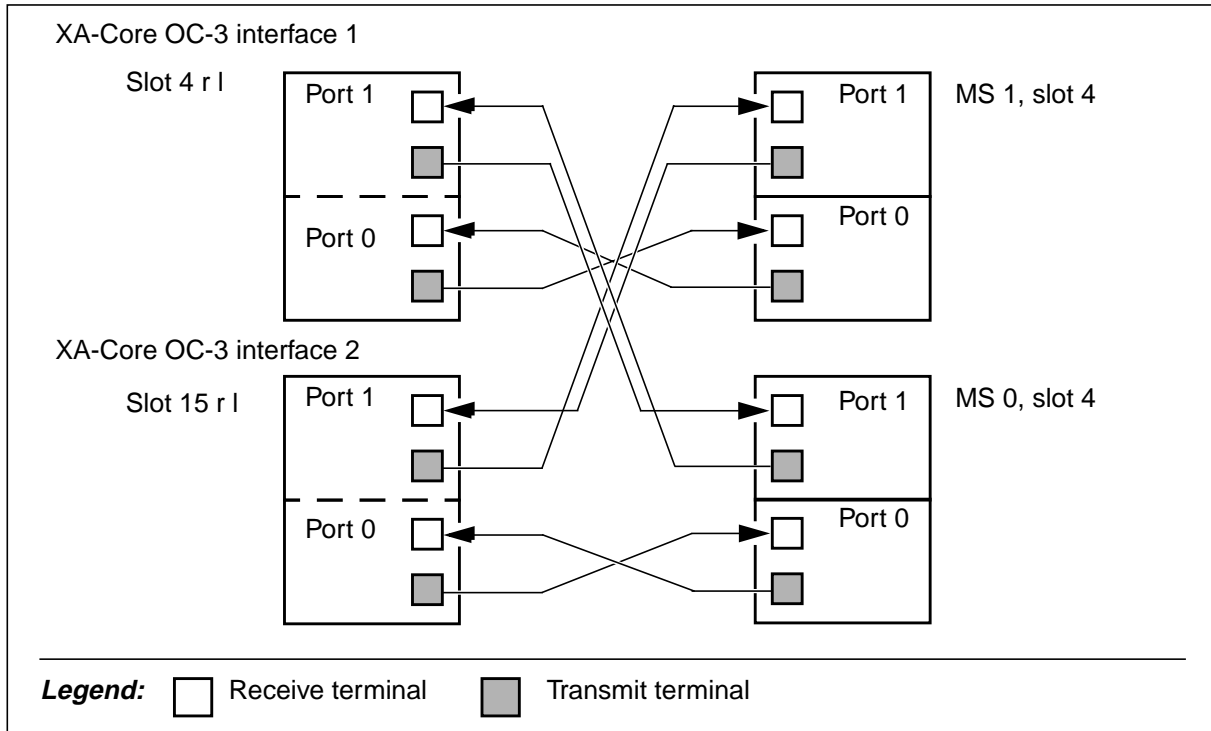 XA-Core OC-3 interface 1
Slot 4 r l
Port 1
Port 0
Port 1
MS 1, slot 4
Port 0
XA-Core OC-3 interface 2
Slot 15 r l
Port 1
Port 0
Port 1
MS 0, slot 4
Port 0
Legend: Receive terminal Transmit terminal